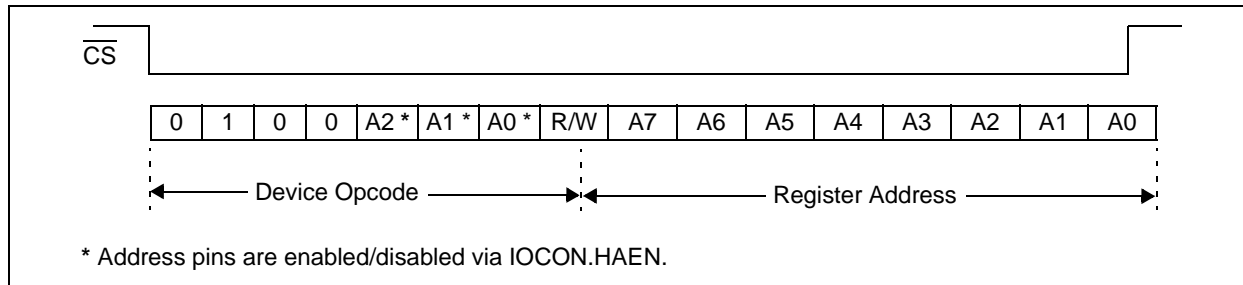 CS
0 1 0 0 A2 * A1 * A0 * R/W A7 A6 A5 A4 A3 A2 A1 A0
Device Opcode Register Address
* Address pins are enabled/disabled via IOCON.HAEN.